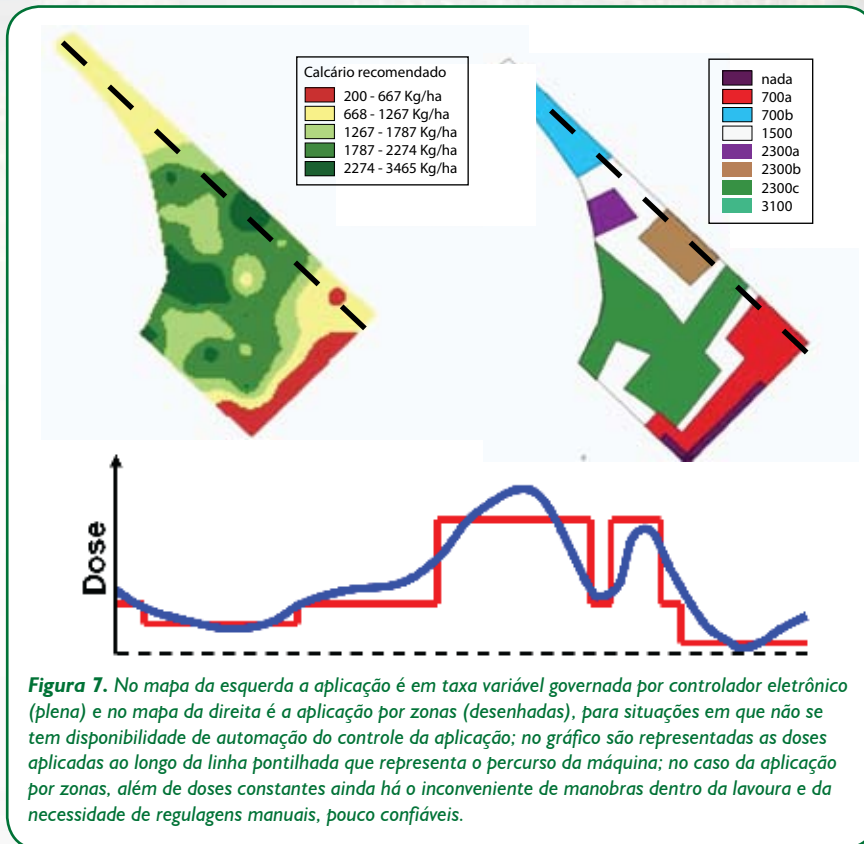 Calcário recomendado
200 - 667 Kg/ha
668 - 1267 Kg/ha
1267 - 1787 Kg/ha
1787 - 2274 Kg/ha
2274 - 3465 Kg/ha
nada
700a
700b
1500
2300a
2300b
2300c
3100
Dose
Figura 7. No mapa da esquerda a aplicação é em taxa variável governada por controlador eletrônico
(plena) e no mapa da direita é a aplicação por zonas (desenhadas), para situações em que não se
tem disponibilidade de automação do controle da aplicação; no gráfico são representadas as doses
aplicadas ao longo da linha pontilhada que representa o percurso da máquina; no caso da aplicação
por zonas, além de doses constantes ainda há o inconveniente de manobras dentro da lavoura e da
necessidade de regulagens manuais, pouco confiáveis.